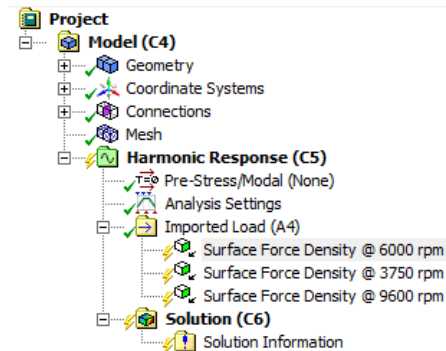 Project
Model (C4)
Geometry
Coordinate Systems
Connections
Mesh
Harmonic Response (C5)
T=0 Pre-Stress/Modal (None)
Analysis Settings
Imported Load (A4)
Surface Force Density @ 6000 rpm
Surface Force Density @ 3750 rpm
Surface Force Density @ 9600 rpm
Solution (C6)
Solution Information